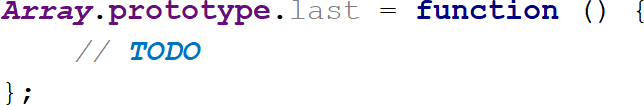 Array.prototype.last = function () {
    // TODO
};